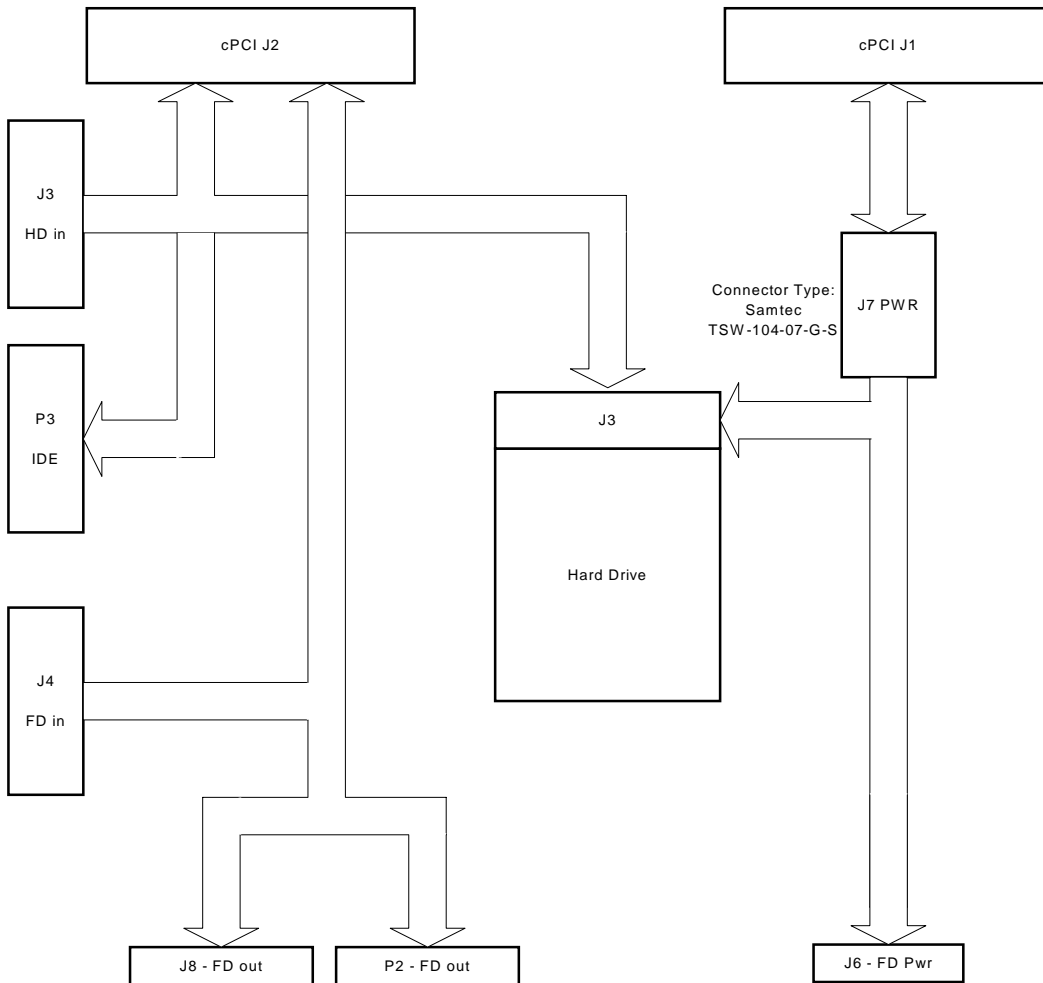 cPCI J2
cPCI J1
J3
HD in
Connector Type:
Samtec
TSW-104-07-G-S
J7 PWR
P3
IDE
J3
Hard Drive
J4
FD in
J8 - FD out
P2 - FD out
J6 - FD Pwr